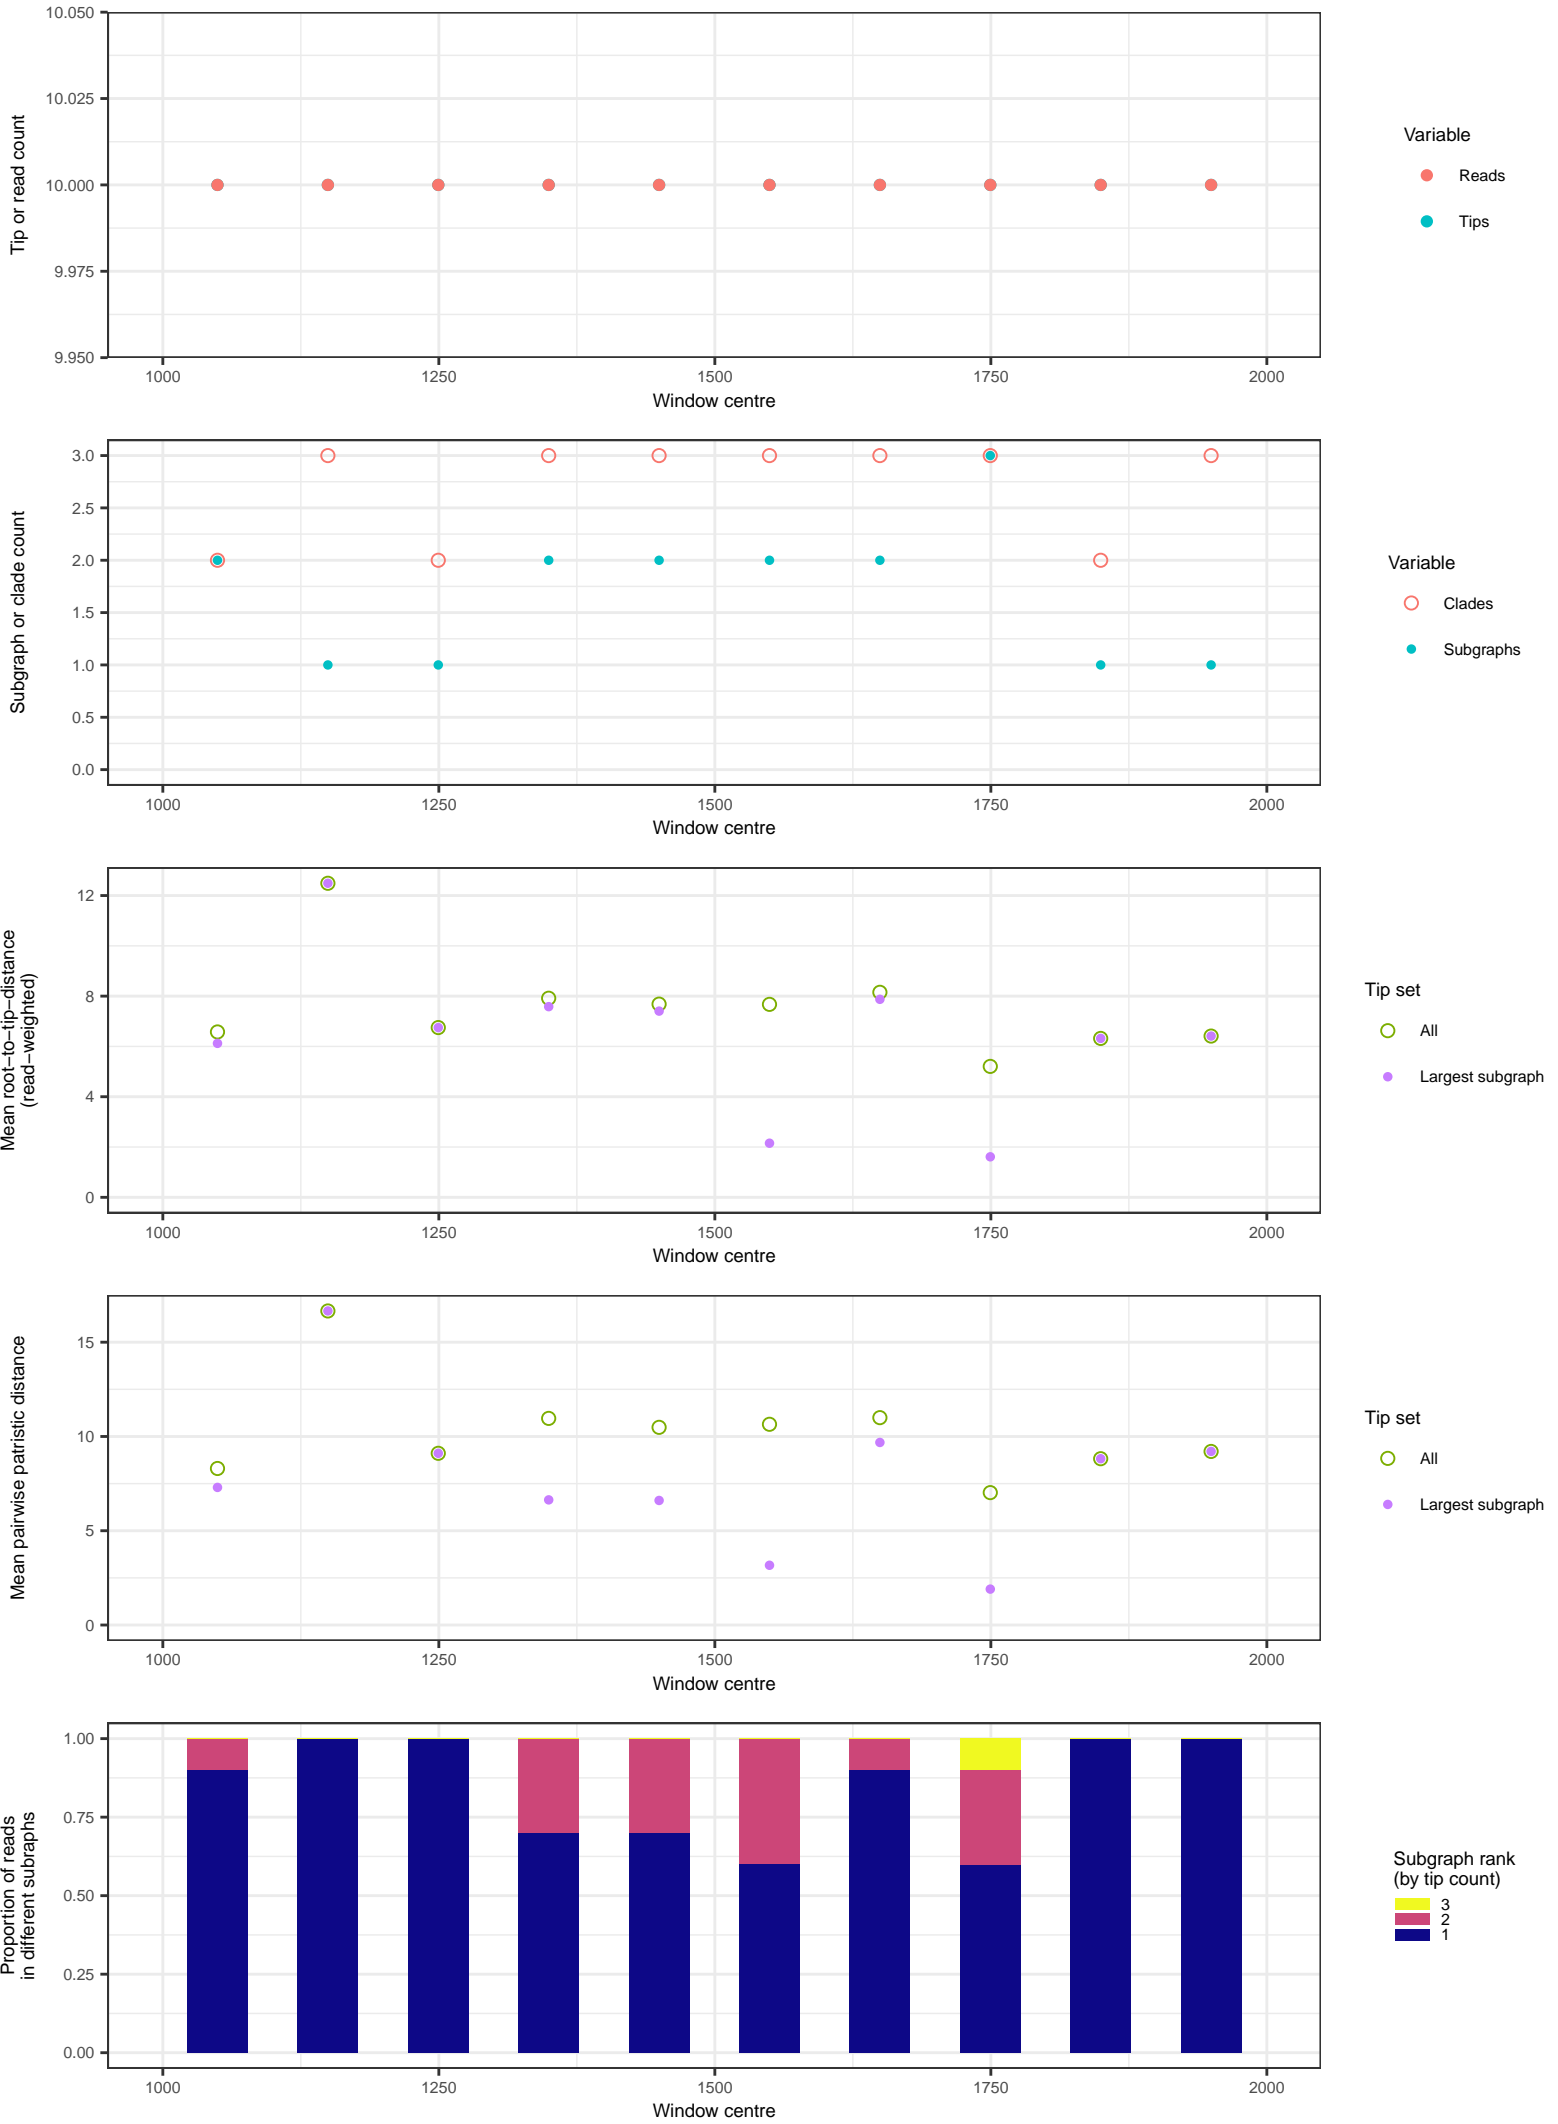 10.050
10.025
10.000
9.975
9.950
Tip or read count
1000 1250 1500 1750 2000
Window centre
Variable
Reads
Tips
3.0
2.5
2.0
1.5
1.0
0.5
0.0
Subgraph or clade count
1000 1250 1500 1750 2000
Window centre
Variable
Clades
Subgraphs
12
8
4
0
Mean root−to−tip−distance
(read−weighted)
1000 1250 1500 1750 2000
Window centre
Tip set
All
Largest subgraph
15
10
5
0
Mean pairwise patristic distance
1000 1250 1500 1750 2000
Window centre
Tip set
All
Largest subgraph
1.00
0.75
0.50
0.25
0.00
Proportion of reads
in different subraphs
1000 1250 1500 1750 2000
Window centre
Subgraph rank
(by tip count)
3
2
1